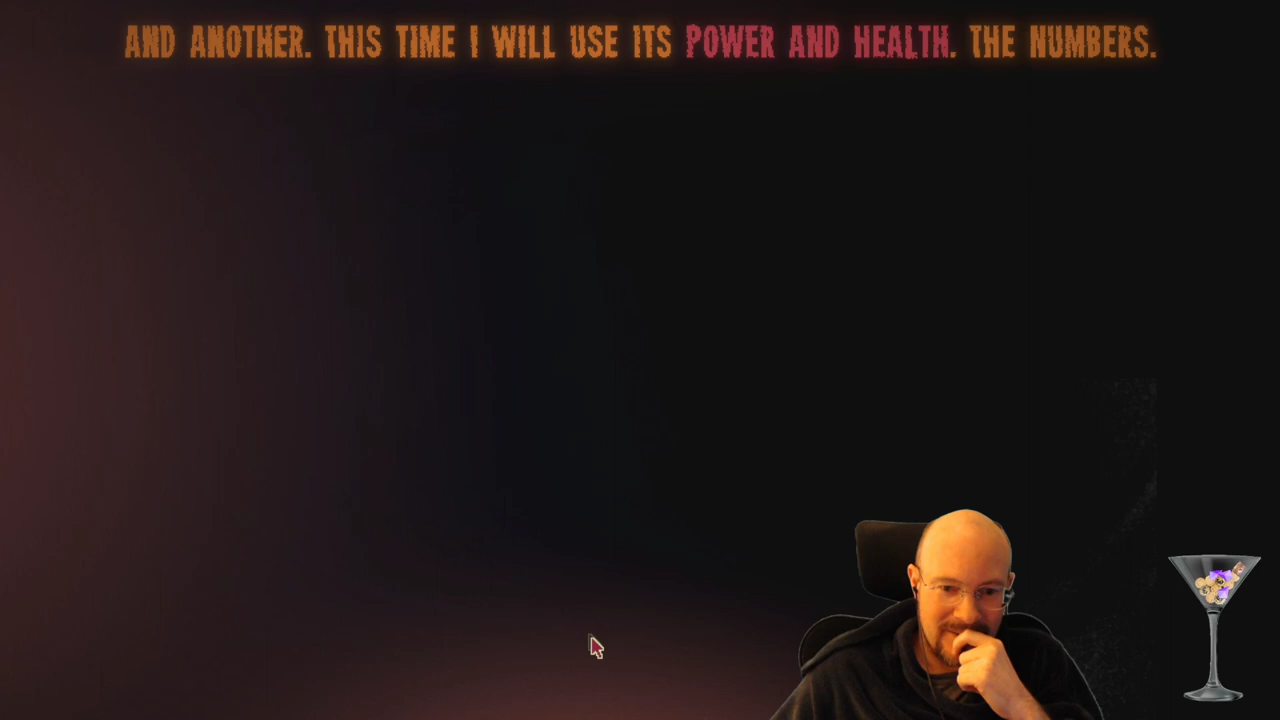 AND ANOTHER. THIS TIME I WILL USE ITS POWER AND HEALTH. THE NUMBERS.